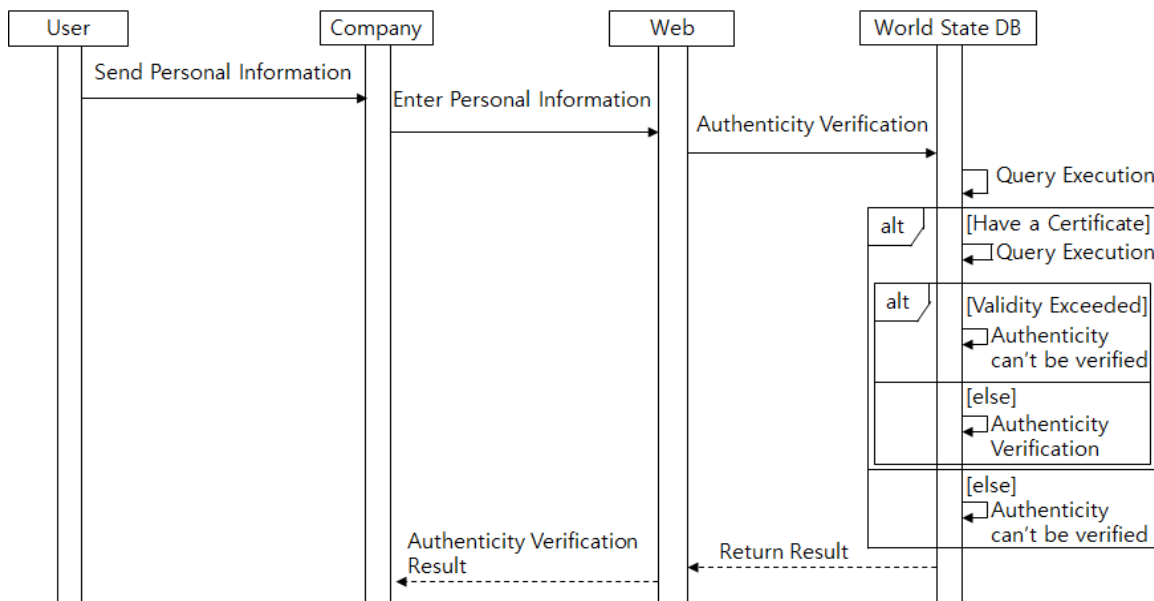 User
Company
Web
World State DB
Send Personal Information
Enter Personal Information
Authenticity Verification
Query Execution
alt
[Have a Certificate]
Query Execution
alt
[Validity Exceeded]
Authenticity
can't be verified
[else]
Authenticity
Verification
[else]
Authenticity
can't be verified
Authenticity Verification
Result
Return Result